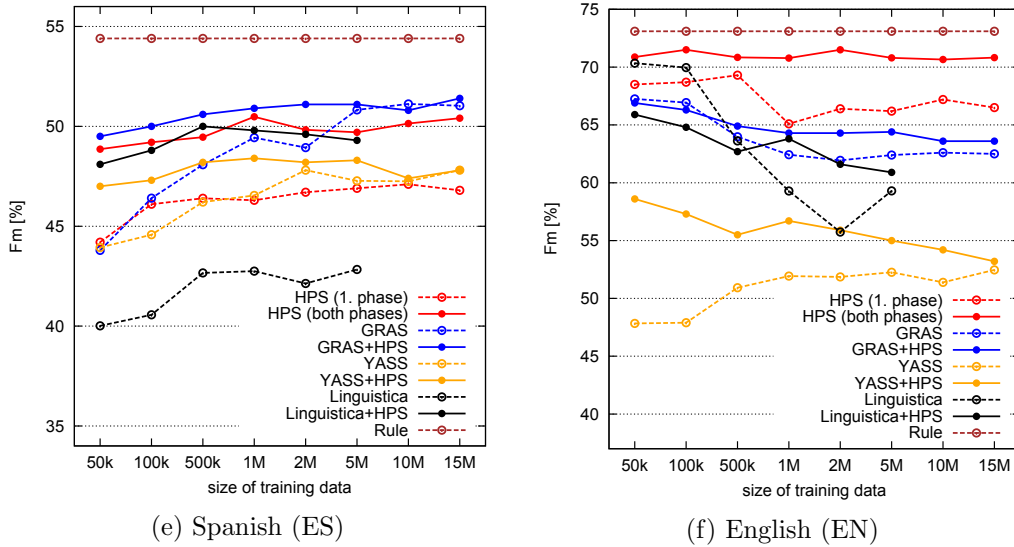 55
50
45
40
35
Fm [%]
HPS (1. phase)
HPS (both phases)
GRAS
GRAS+HPS
YASS
YASS+HPS
Linguistica
Linguistica+HPS
Rule
50k 100k 500k 1M 2M 5M 10M 15M
size of training data
(e) Spanish (ES)
75
70
65
60
55
50
45
40
Fm [%]
HPS (1. phase)
HPS (both phases)
GRAS
GRAS+HPS
YASS
YASS+HPS
Linguistica
Linguistica+HPS
Rule
50k 100k 500k 1M 2M 5M 10M 15M
size of training data
(f) English (EN)